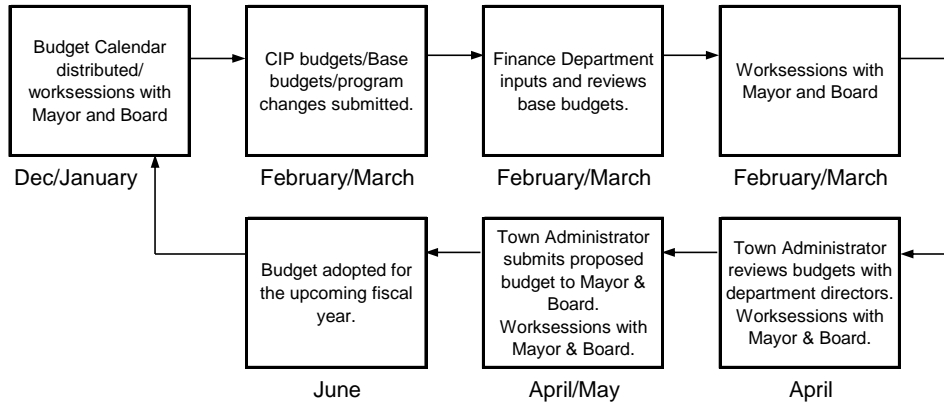 Budget Calendar
distributed/
worksessions with
Mayor and Board
Dec/January
CIP budgets/Base
budgets/program
changes submitted.
February/March
Finance Department
inputs and reviews
base budgets.
February/March
Worksessions with
Mayor and Board
February/March
Town Administrator
reviews budgets with
department directors.
Worksessions with
Mayor & Board.
April
Town Administrator
submits proposed
budget to Mayor &
Board.
Worksessions with
Mayor & Board.
April/May
Budget adopted for
the upcoming fiscal
year.
June